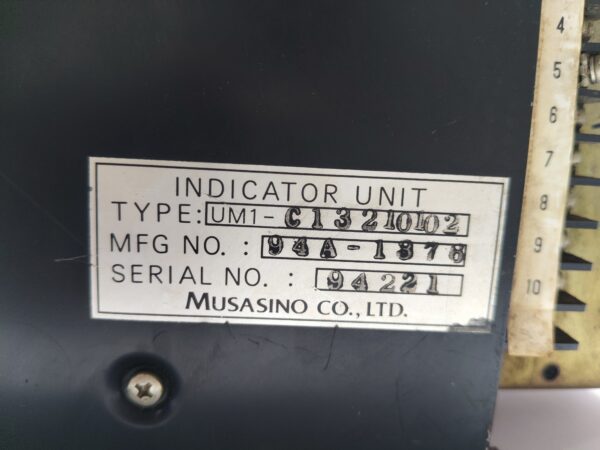 INDICATOR UNIT
TYPE: UM1-C13210102
MFG NO. : 94A-1378
SERIAL NO. : 94221
MUSASINO CO., LTD.
4
5
6
7
8
9
10